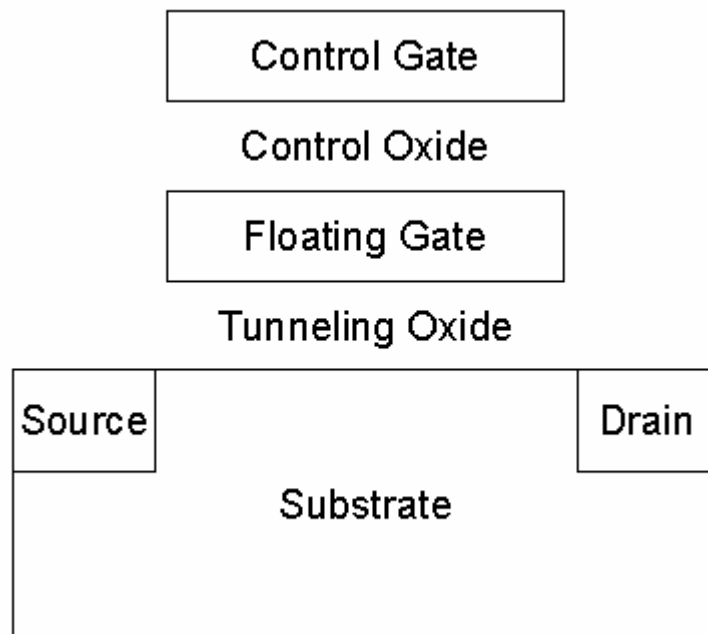 Control Gate
Control Oxide
Floating Gate
Tunneling Oxide
Source
Drain
Substrate